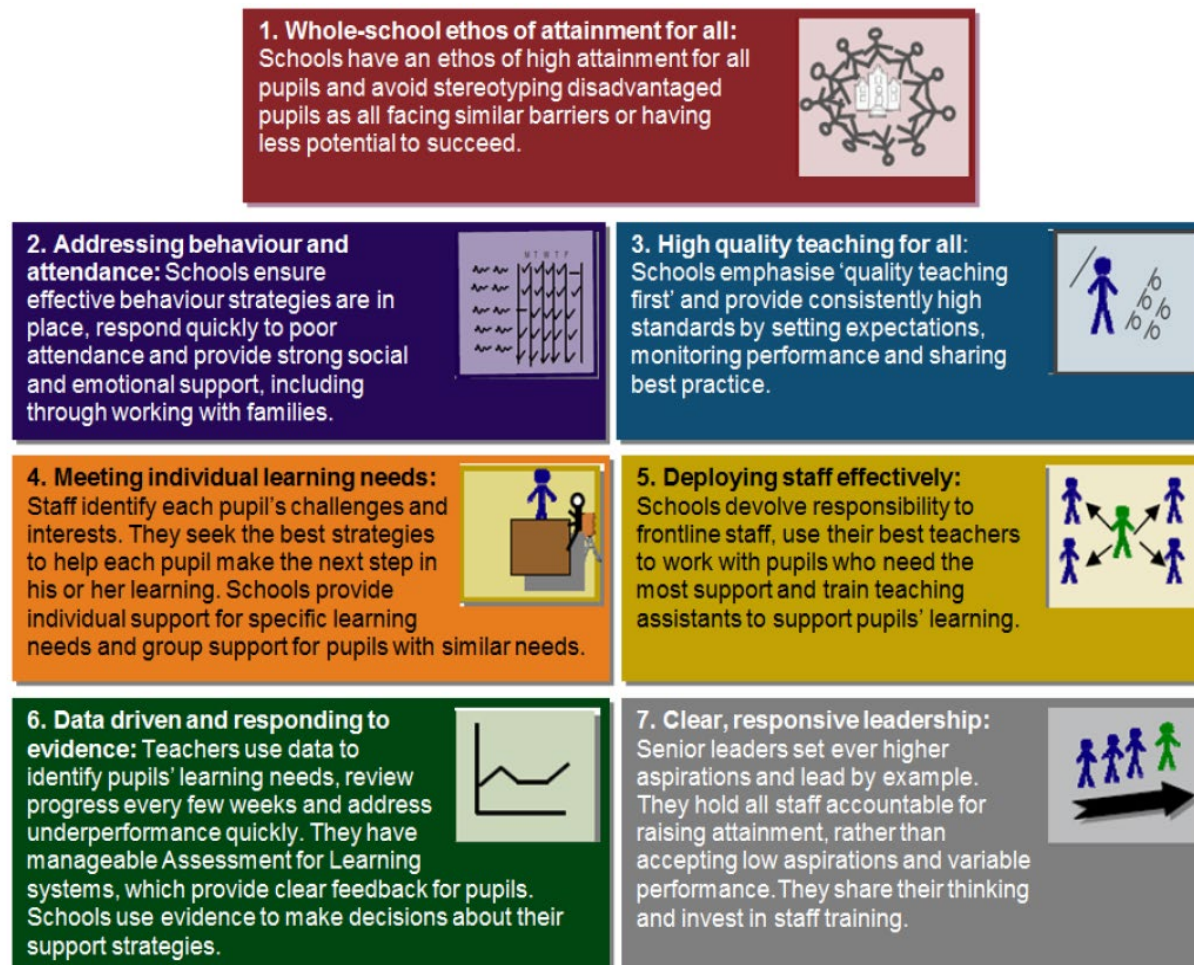 1. Whole-school ethos of attainment for all:
Schools have an ethos of high attainment for all
pupils and avoid stereotyping disadvantaged
pupils as all facing similar barriers or having
less potential to succeed.
2. Addressing behaviour and
attendance: Schools ensure
effective behaviour strategies are in
place, respond quickly to poor
attendance and provide strong social
and emotional support, including
through working with families.
M T W T F
3. High quality teaching for all:
Schools emphasise ‘quality teaching
first’ and provide consistently high
standards by setting expectations,
monitoring performance and sharing
best practice.
4. Meeting individual learning needs:
Staff identify each pupil’s challenges and
interests. They seek the best strategies
to help each pupil make the next step in
his or her learning. Schools provide
individual support for specific learning
needs and group support for pupils with similar needs.
5. Deploying staff effectively:
Schools devolve responsibility to
frontline staff, use their best teachers
to work with pupils who need the
most support and train teaching
assistants to support pupils’ learning.
6. Data driven and responding to
evidence: Teachers use data to
identify pupils’ learning needs, review
progress every few weeks and address
underperformance quickly. They have
manageable Assessment for Learning
systems, which provide clear feedback for pupils.
Schools use evidence to make decisions about their
support strategies.
7. Clear, responsive leadership:
Senior leaders set ever higher
aspirations and lead by example.
They hold all staff accountable for
raising attainment, rather than
accepting low aspirations and variable
performance. They share their thinking
and invest in staff training.